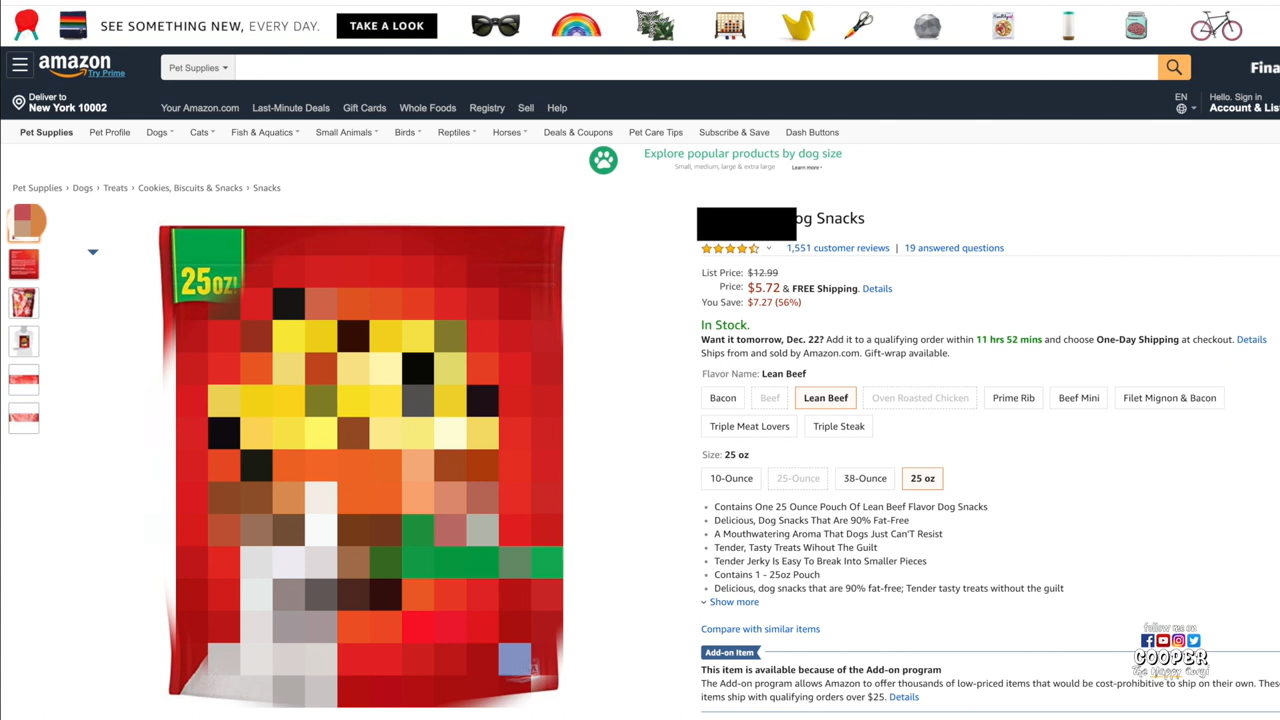 SEE SOMETHING NEW, EVERY DAY. TAKE A LOOK
amazon
Try Prime
Pet Supplies
Fina
Deliver to
New York 10002
Your Amazon.com Last-Minute Deals Gift Cards Whole Foods Registry Sell Help
EN
Hello. Sign in
Account & Lis
Pet Supplies Pet Profile Dogs Cats Fish & Aquatics Small Animals Birds Reptiles Horses Deals & Coupons Pet Care Tips Subscribe & Save Dash Buttons
Explore popular products by dog size
Small, medium, large & extra large Learn more ›
Pet Supplies › Dogs › Treats › Cookies, Biscuits & Snacks › Snacks
25OZ!
og Snacks
1,551 customer reviews | 19 answered questions
List Price: $12.99
Price: $5.72 & FREE Shipping. Details
You Save: $7.27 (56%)
In Stock.
Want it tomorrow, Dec. 22? Add it to a qualifying order within 11 hrs 52 mins and choose One-Day Shipping at checkout. Details
Ships from and sold by Amazon.com. Gift-wrap available.
Flavor Name: Lean Beef
Bacon Beef Lean Beef Oven Roasted Chicken Prime Rib Beef Mini Filet Mignon & Bacon
Triple Meat Lovers Triple Steak
Size: 25 oz
10-Ounce 25-Ounce 38-Ounce 25 oz
Contains One 25 Ounce Pouch Of Lean Beef Flavor Dog Snacks
Delicious, Dog Snacks That Are 90% Fat-Free
A Mouthwatering Aroma That Dogs Just Can'T Resist
Tender, Tasty Treats Wihout The Guilt
Tender Jerky Is Easy To Break Into Smaller Pieces
Contains 1 - 25oz Pouch
Delicious, dog snacks that are 90% fat-free; Tender tasty treats without the guilt
Show more
Compare with similar items
Add-on Item
This item is available because of the Add-on program
The Add-on program allows Amazon to offer thousands of low-priced items that would be cost-prohibitive to ship on their own. These
items ship with qualifying orders over $25. Details
follow me on
COOPER
The Happy Corgi